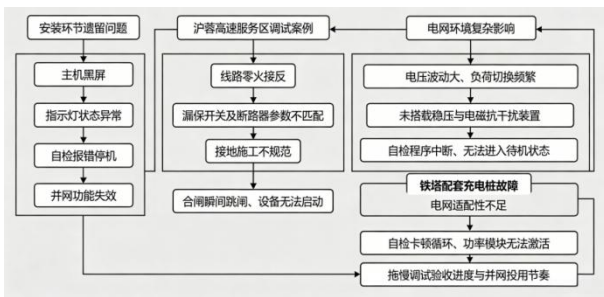 安装环节遗留问题
主机黑屏
指示灯状态异常
自检报错停机
并网功能失效
沪蓉高速服务区调试案例
线路零火接反
漏保开关及断路器参数不匹配
接地施工不规范
合闸瞬间跳闸、设备无法启动
电网环境复杂影响
电压波动大、负荷切换频繁
未搭载稳压与电磁抗干扰装置
自检程序中断、无法进入待机状态
铁塔配套充电桩故障
电网适配性不足
自检卡顿循环、功率模块无法激活
拖慢调试验收进度与并网投用节奏